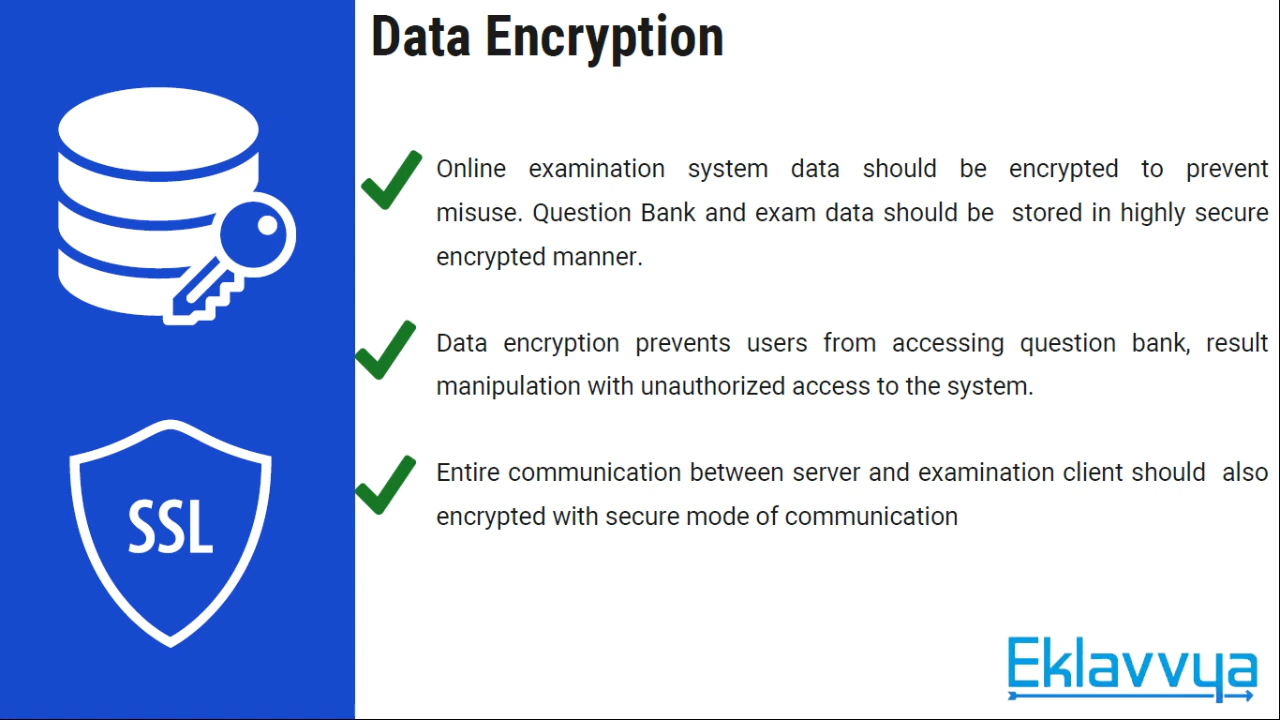 Data Encryption
Online examination system data should be encrypted to prevent
misuse. Question Bank and exam data should be stored in highly secure
encrypted manner.
Data encryption prevents users from accessing question bank, result
manipulation with unauthorized access to the system.
Entire communication between server and examination client should also
encrypted with secure mode of communication
SSL
Eklavvya